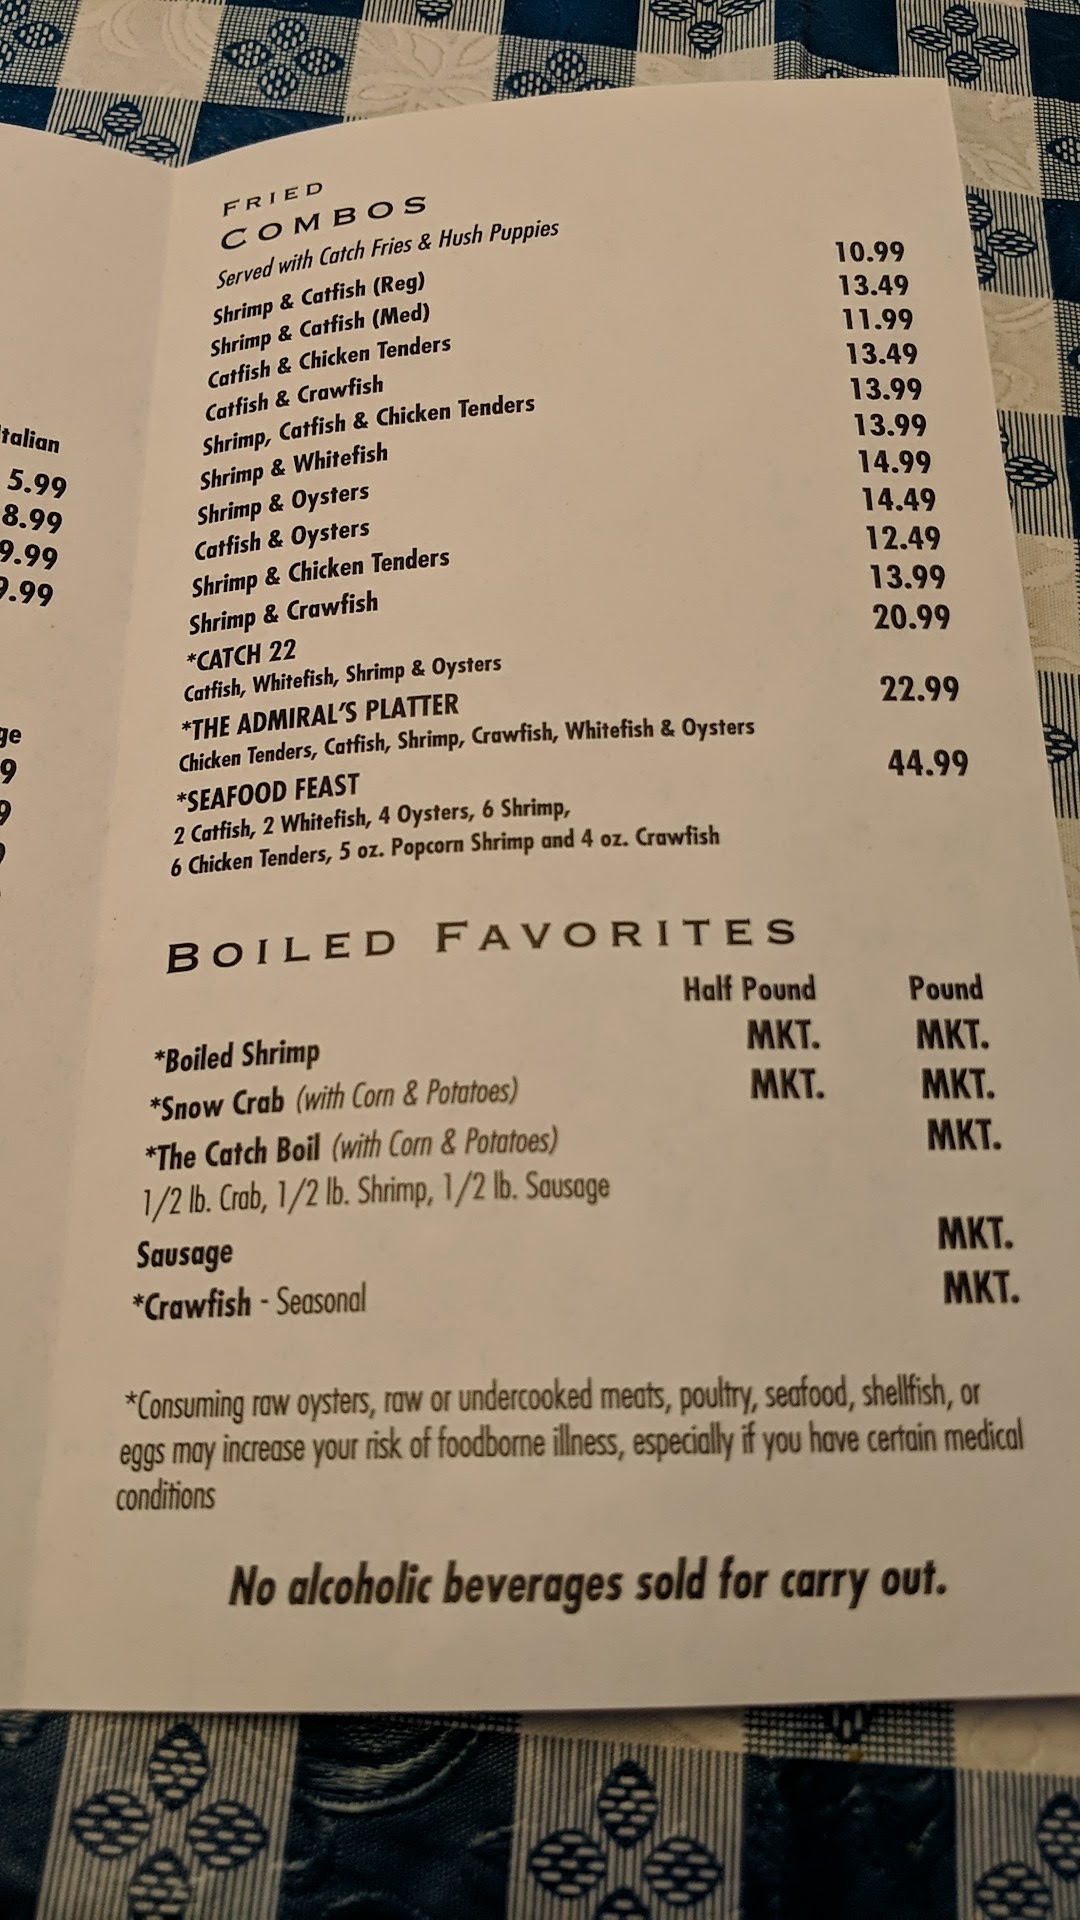 Italian
5.99
8.99
9.99
9.99
ge
9
9
FRIED
COMBOS
Served with Catch Fries & Hush Puppies
Shrimp & Catfish (Reg) 10.99
Shrimp & Catfish (Med) 13.49
Catfish & Chicken Tenders 11.99
Catfish & Crawfish 13.49
Shrimp, Catfish & Chicken Tenders 13.99
Shrimp & Whitefish 13.99
Shrimp & Oysters 14.99
Catfish & Oysters 14.49
Shrimp & Chicken Tenders 12.49
Shrimp & Crawfish 13.99
*CATCH 22 20.99
Catfish, Whitefish, Shrimp & Oysters
*THE ADMIRAL'S PLATTER 22.99
Chicken Tenders, Catfish, Shrimp, Crawfish, Whitefish & Oysters
*SEAFOOD FEAST 44.99
2 Catfish, 2 Whitefish, 4 Oysters, 6 Shrimp,
6 Chicken Tenders, 5 oz. Popcorn Shrimp and 4 oz. Crawfish
BOILED FAVORITES
Half Pound Pound
*Boiled Shrimp MKT. MKT.
*Snow Crab (with Corn & Potatoes) MKT. MKT.
*The Catch Boil (with Corn & Potatoes) MKT.
1/2 lb. Crab, 1/2 lb. Shrimp, 1/2 lb. Sausage
Sausage MKT.
*Crawfish - Seasonal MKT.
*Consuming raw oysters, raw or undercooked meats, poultry, seafood, shellfish, or
eggs may increase your risk of foodborne illness, especially if you have certain medical
conditions
No alcoholic beverages sold for carry out.